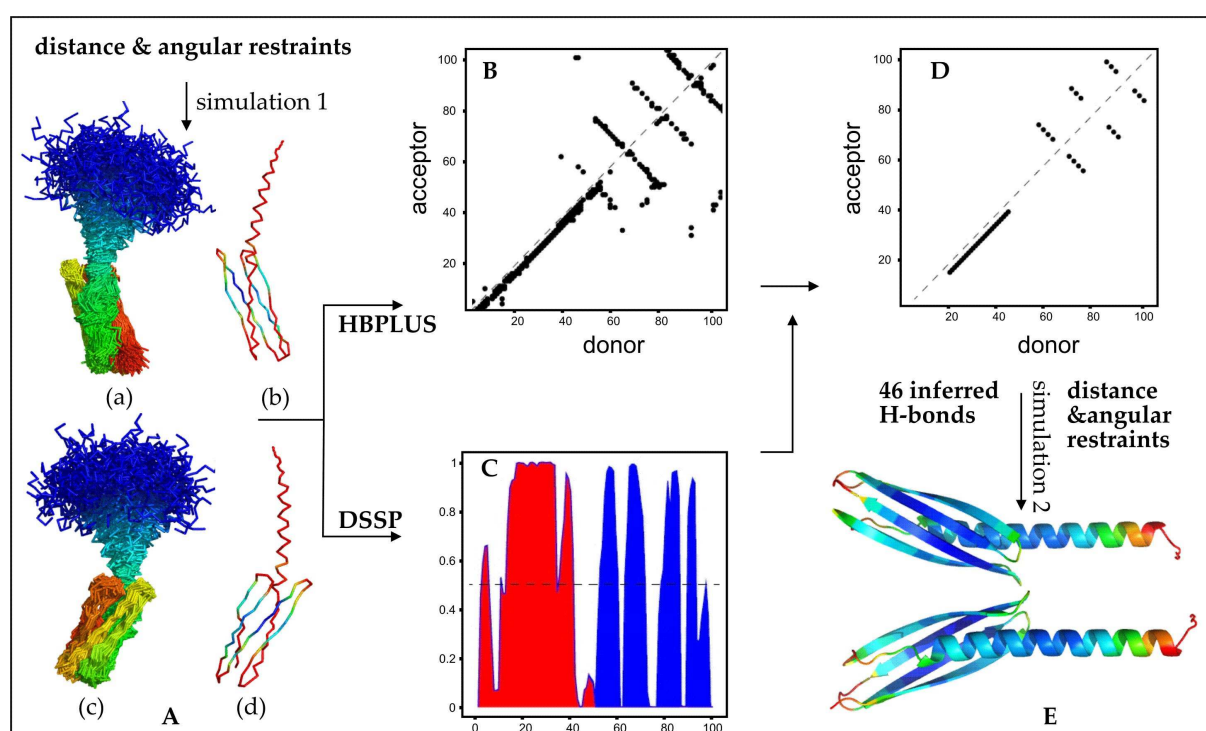 distance & angular restraints
simulation 1
(a)
(b)
(c)
(d)
A
HBPLUS
DSSP
B
acceptor
100
80
60
40
20
20
40
60
80
100
donor
C
1
0.8
0.6
0.4
0.2
0
0
20
40
60
80
100
D
acceptor
100
80
60
40
20
20
40
60
80
100
donor
46 inferred
H-bonds
simulation 2
distance
&angular
restraints
E